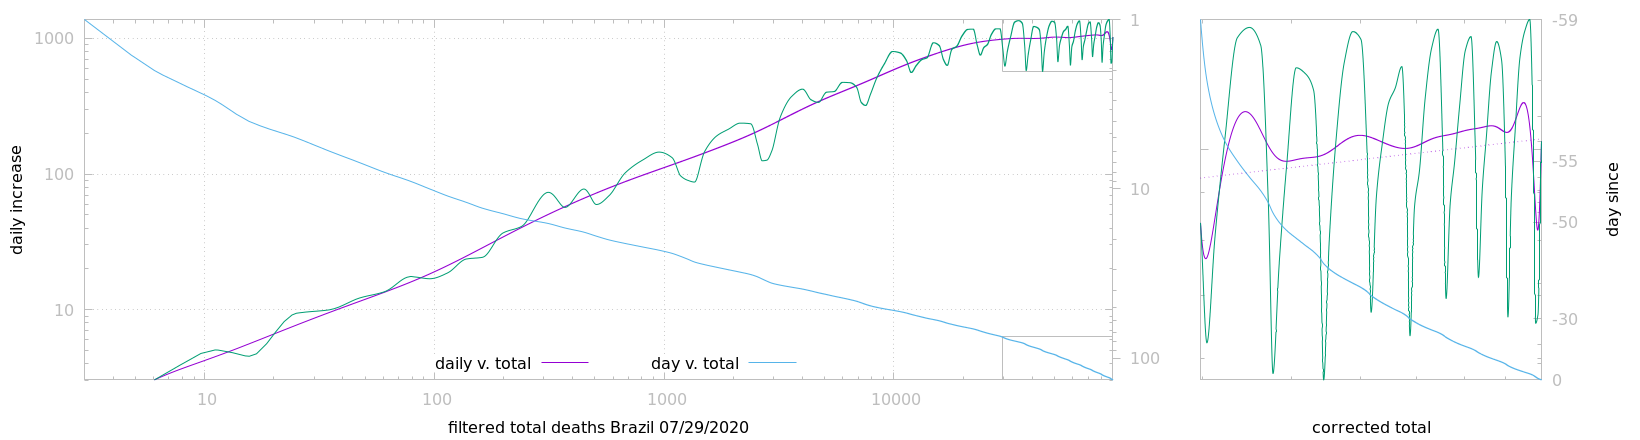 daily increase
1000
100
10
10
100
1000
10000
daily v. total
day v. total
filtered total deaths Brazil 07/29/2020
1
10
100
-59
-55
-50
-30
0
day since
corrected total